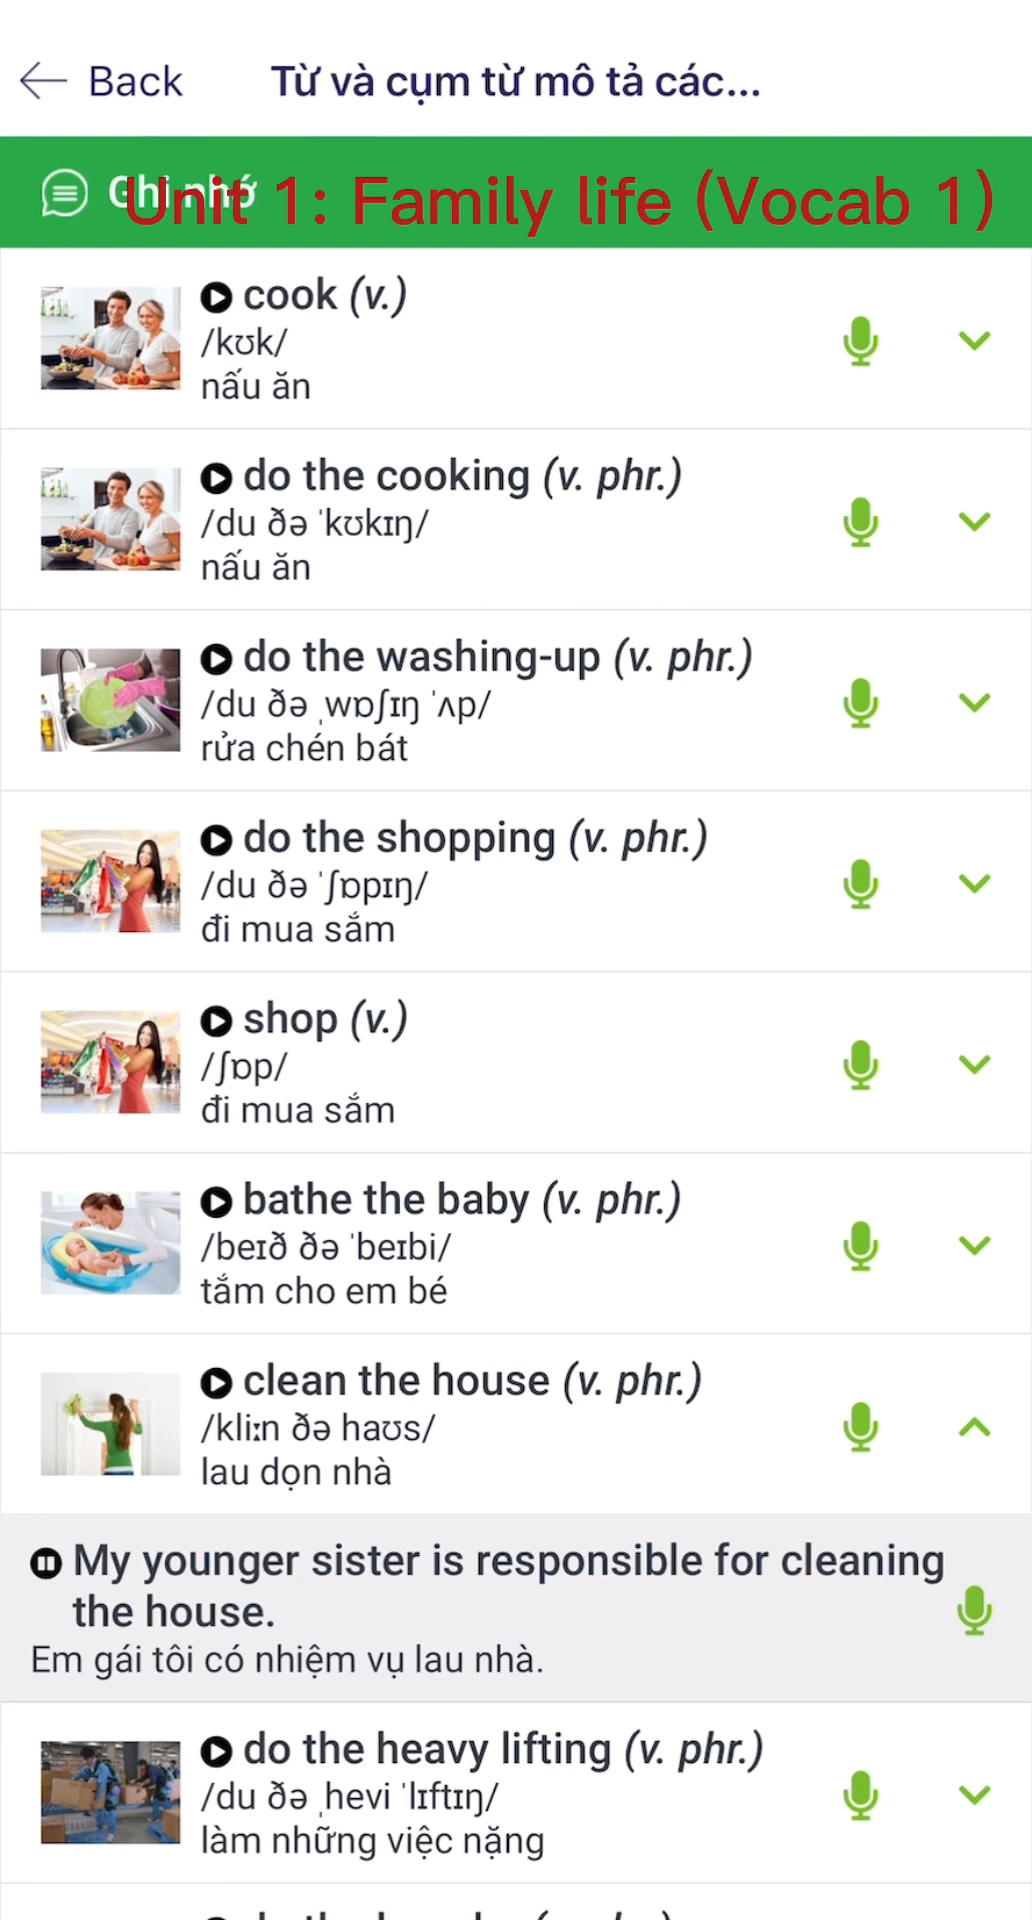 Back
Từ và cụm từ mô tả các...
Ghi nhớ
Unit 1: Family life (Vocab 1)
cook (v.)
/kʊk/
nấu ăn
do the cooking (v. phr.)
/du ðə ˈkʊkɪŋ/
nấu ăn
do the washing-up (v. phr.)
/du ðə ˌwɒʃɪŋ ˈʌp/
rửa chén bát
do the shopping (v. phr.)
/du ðə ˈʃɒpɪŋ/
đi mua sắm
shop (v.)
/ʃɒp/
đi mua sắm
bathe the baby (v. phr.)
/beɪð ðə ˈbeɪbi/
tắm cho em bé
clean the house (v. phr.)
/kliːn ðə haʊs/
lau dọn nhà
My younger sister is responsible for cleaning
the house.
Em gái tôi có nhiệm vụ lau nhà.
do the heavy lifting (v. phr.)
/du ðə ˌhevi ˈlɪftɪŋ/
làm những việc nặng